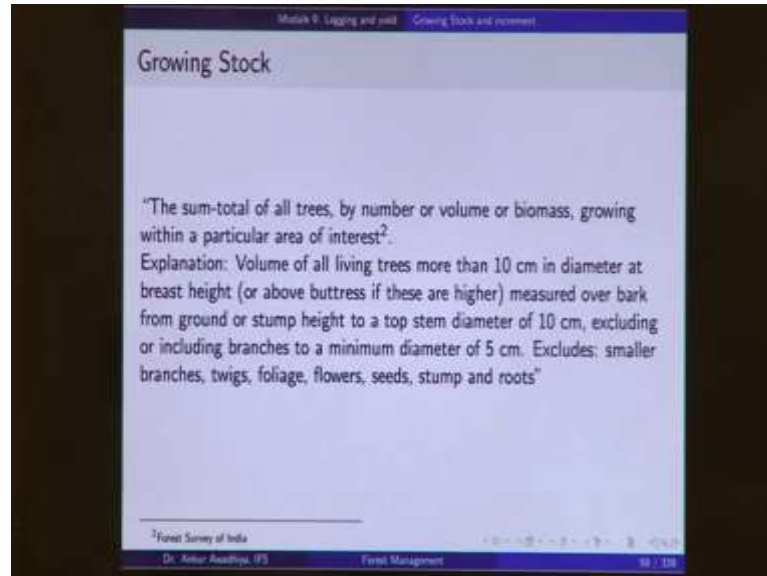 Module 9: Logging and yield Growing Stock and increment
Growing Stock
“The sum-total of all trees, by number or volume or biomass, growing
within a particular area of interest2.
Explanation: Volume of all living trees more than 10 cm in diameter at
breast height (or above buttress if these are higher) measured over bark
from ground or stump height to a top stem diameter of 10 cm, excluding
or including branches to a minimum diameter of 5 cm. Excludes: smaller
branches, twigs, foliage, flowers, seeds, stump and roots”
2Forest Survey of India
Dr. Ankur Awadhiya, IFS Forest Management